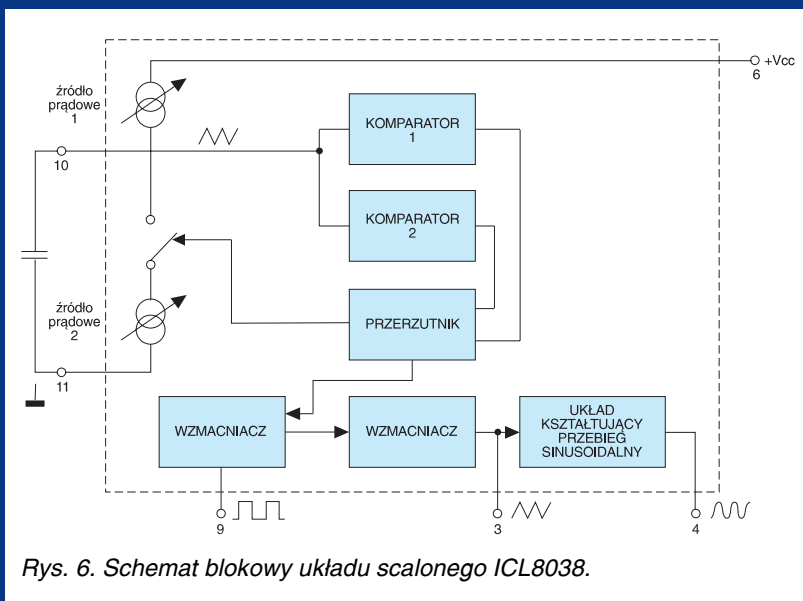 +Vcc
6
źródło
prądowe
1
KOMPARATOR
1
10
KOMPARATOR
2
źródło
prądowe
2
PRZERZUTNIK
11
WZMACNIACZ
WZMACNIACZ
UKŁAD
KSZTAŁTUJĄCY
PRZEBIEG
SINUSOIDALNY
9
3
4
Rys. 6. Schemat blokowy układu scalonego ICL8038.